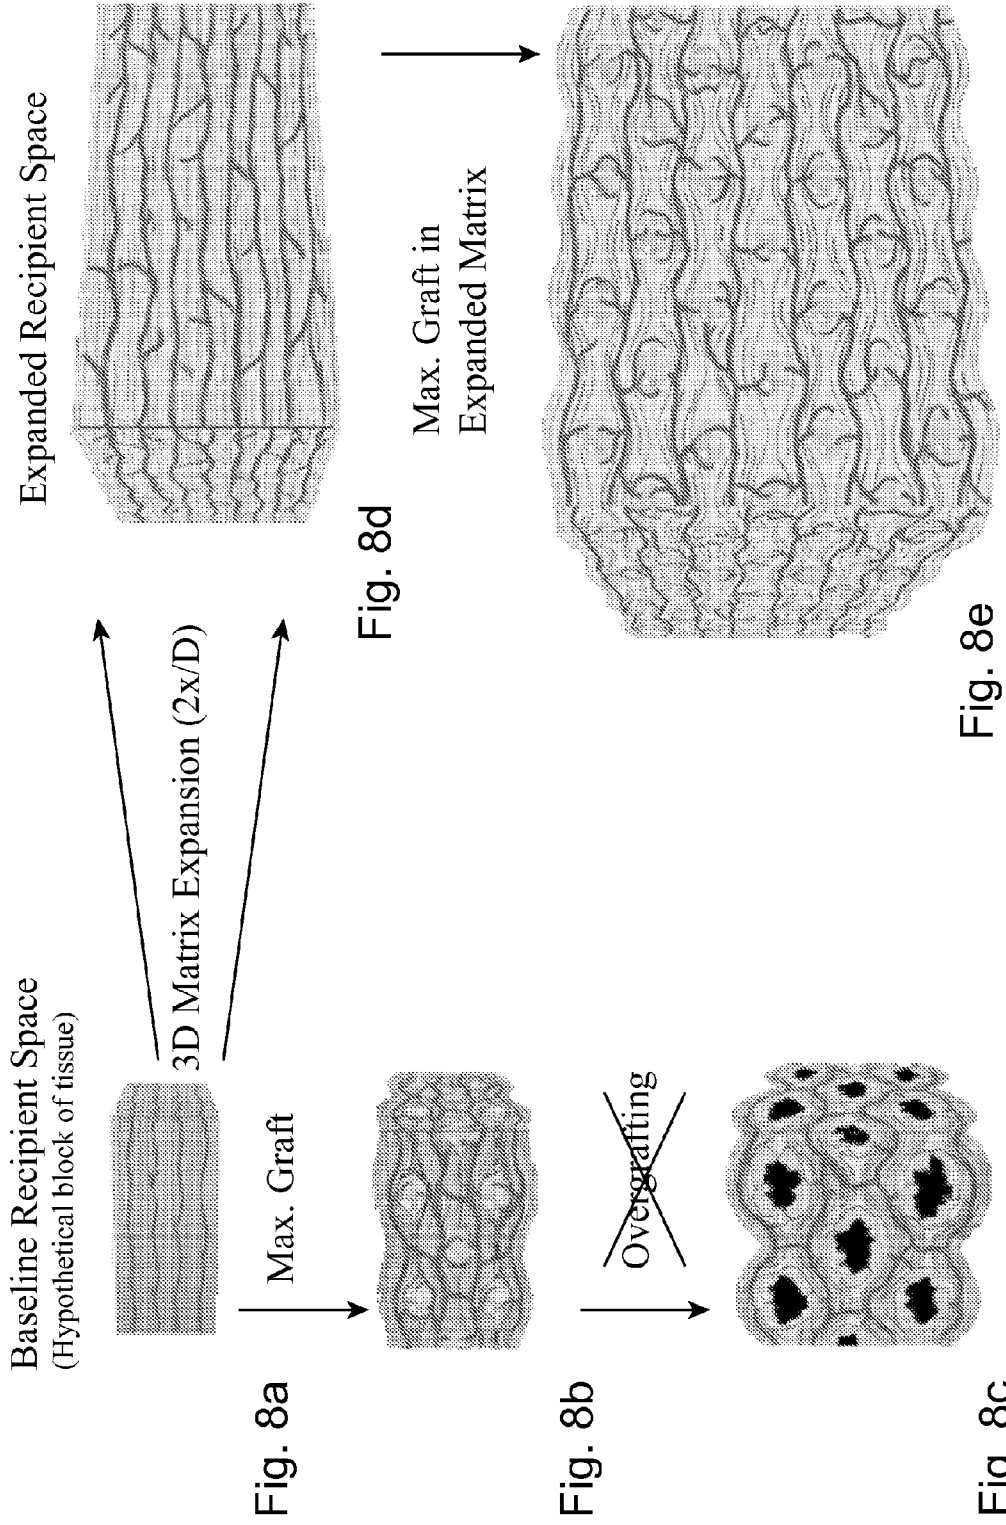 Baseline Recipient Space
(Hypothetical block of tissue)
Expanded Recipient Space
3D Matrix Expansion (2x/D)
Max. Graft
Fig. 8a
Fig. 8d
Max. Graft in
Expanded Matrix
Overgrafting
Fig. 8b
Fig. 8c
Fig. 8e